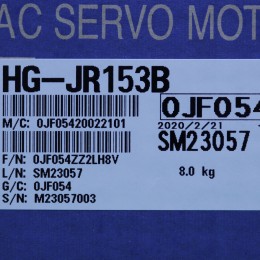 AC SERVO MOT
HG-JR153B
0JF054
M/C: 0JF05420022101
2020/2/21
SM23057
F/N: 0JF054ZZ2LH8V
L/N: SM23057
8.0 kg
G/C: 0JF054
S/N: M23057003